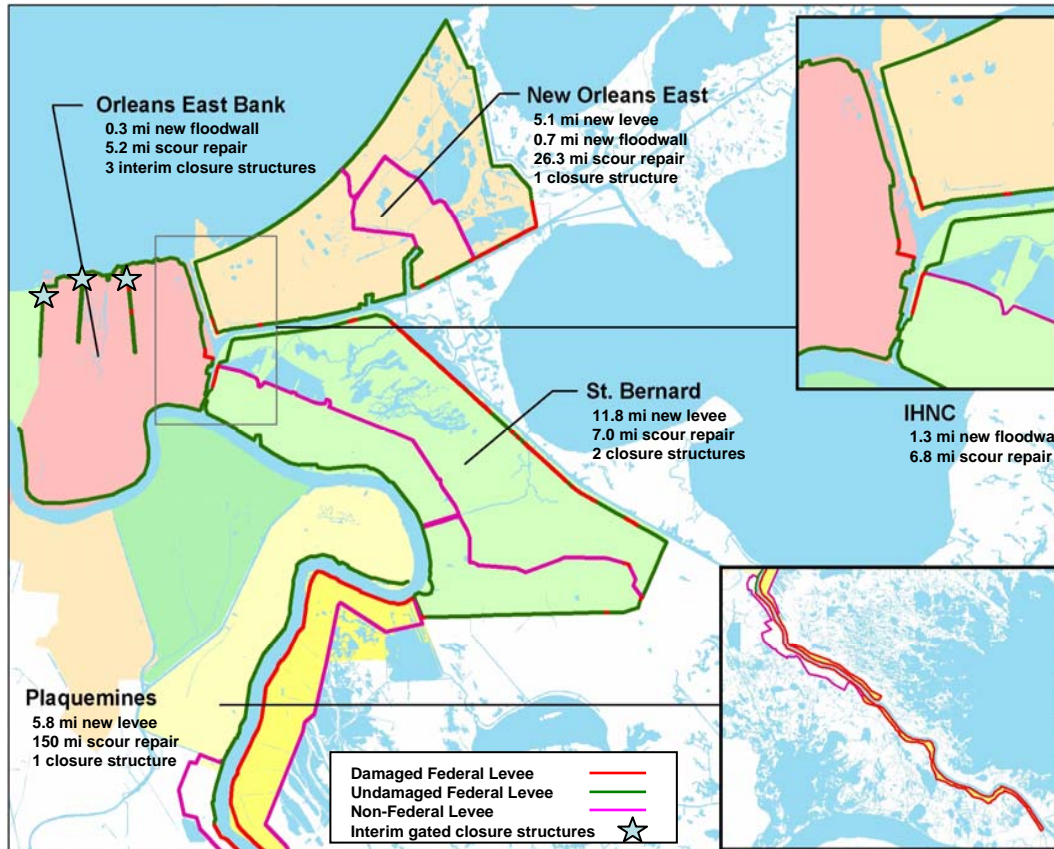 Orleans East Bank
0.3 mi new floodwall
5.2 mi scour repair
3 interim closure structures
New Orleans East
5.1 mi new levee
0.7 mi new floodwall
26.3 mi scour repair
1 closure structure
St. Bernard
11.8 mi new levee
7.0 mi scour repair
2 closure structures
IHNC
1.3 mi new floodwa
6.8 mi scour repair
Plaquemines
5.8 mi new levee
150 mi scour repair
1 closure structure
Damaged Federal Levee
Undamaged Federal Levee
Non-Federal Levee
Interim gated closure structures